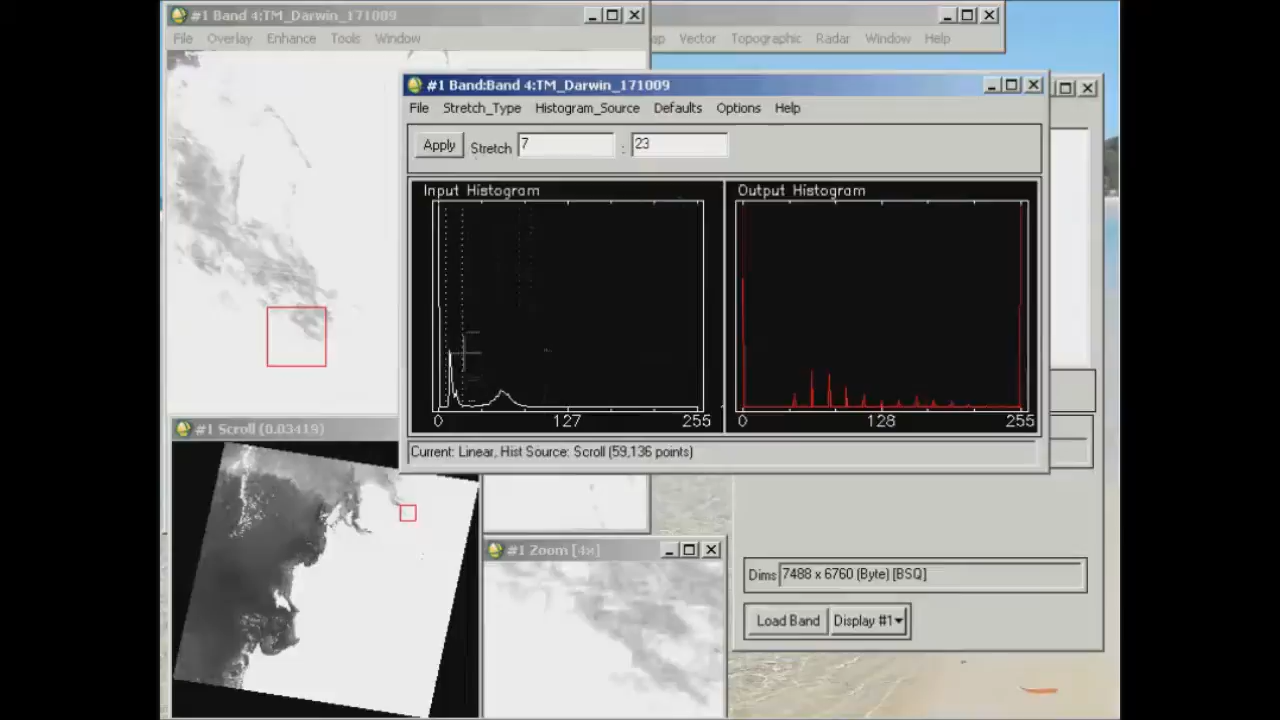 #1 Band 4:TM_Darwin_171009
File Overlay Enhance Tools Window
Vector Topographic Radar Window Help
#1 Band:Band 4:TM_Darwin_171009
File Stretch_Type Histogram_Source Defaults Options Help
Apply Stretch 7 : 23
Input Histogram Output Histogram
0 127 255 0 128 255
Current: Linear, Hist Source: Scroll (59,136 points)
#1 Scroll (0.03419)
#1 Zoom [4x]
Dims 7488 x 6760 (Byte) [BSQ]
Load Band Display #1